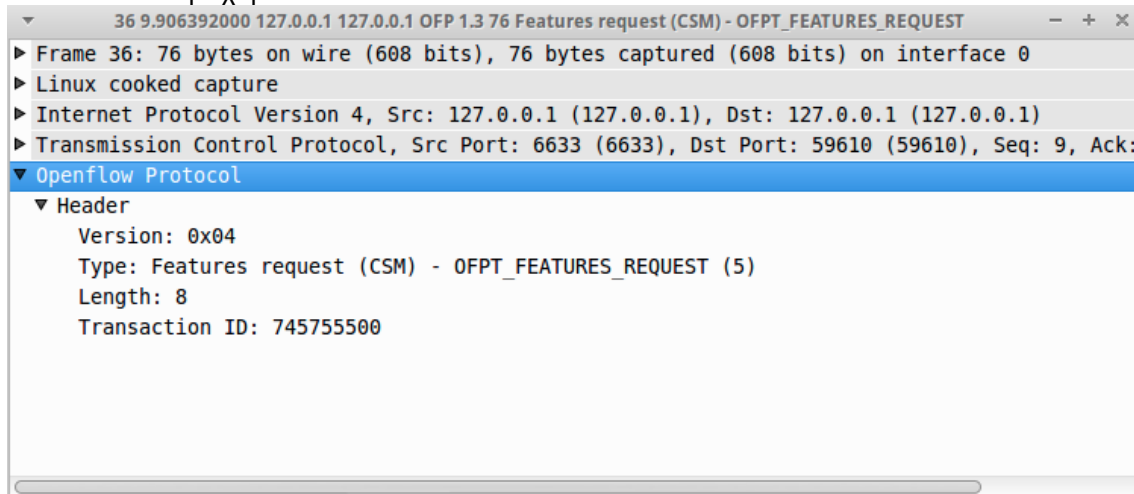 36 9.906392000 127.0.0.1 127.0.0.1 OFP 1.3 76 Features request (CSM) - OFPT_FEATURES_REQUEST
Frame 36: 76 bytes on wire (608 bits), 76 bytes captured (608 bits) on interface 0
Linux cooked capture
Internet Protocol Version 4, Src: 127.0.0.1 (127.0.0.1), Dst: 127.0.0.1 (127.0.0.1)
Transmission Control Protocol, Src Port: 6633 (6633), Dst Port: 59610 (59610), Seq: 9, Ack:
Openflow Protocol
Header
Version: 0x04
Type: Features request (CSM) - OFPT_FEATURES_REQUEST (5)
Length: 8
Transaction ID: 745755500